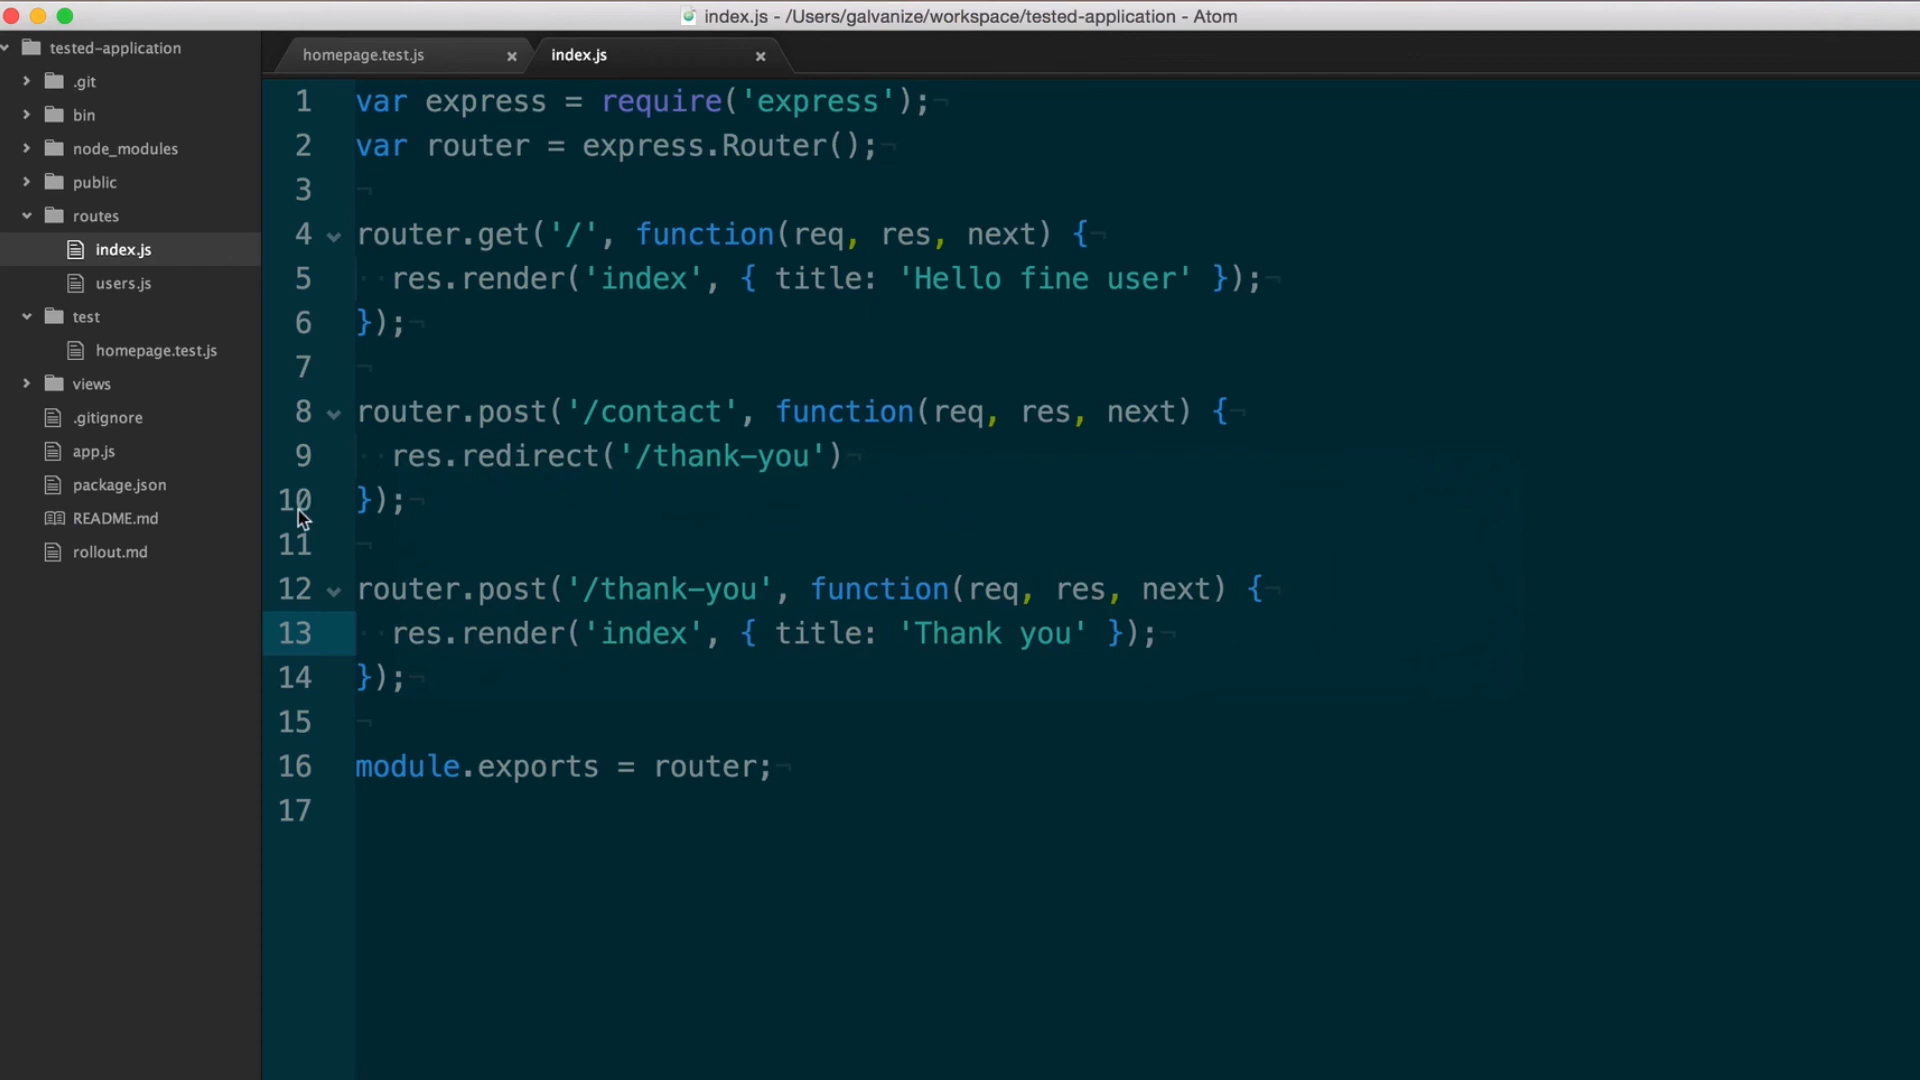 index.js - /Users/galvanize/workspace/tested-application - Atom
tested-application
.git
bin
node_modules
public
routes
index.js
users.js
test
homepage.test.js
views
.gitignore
app.js
package.json
README.md
rollout.md
homepage.test.js
index.js
1 var express = require('express');¬
2 var router = express.Router();¬
3 ¬
4 router.get('/', function(req, res, next) {¬
5 ··res.render('index', { title: 'Hello fine user' });¬
6 });¬
7 ¬
8 router.post('/contact', function(req, res, next) {¬
9 ··res.redirect('/thank-you')¬
10 });¬
11 ¬
12 router.post('/thank-you', function(req, res, next) {¬
13 ··res.render('index', { title: 'Thank you' });¬
14 });¬
15 ¬
16 module.exports = router;¬
17